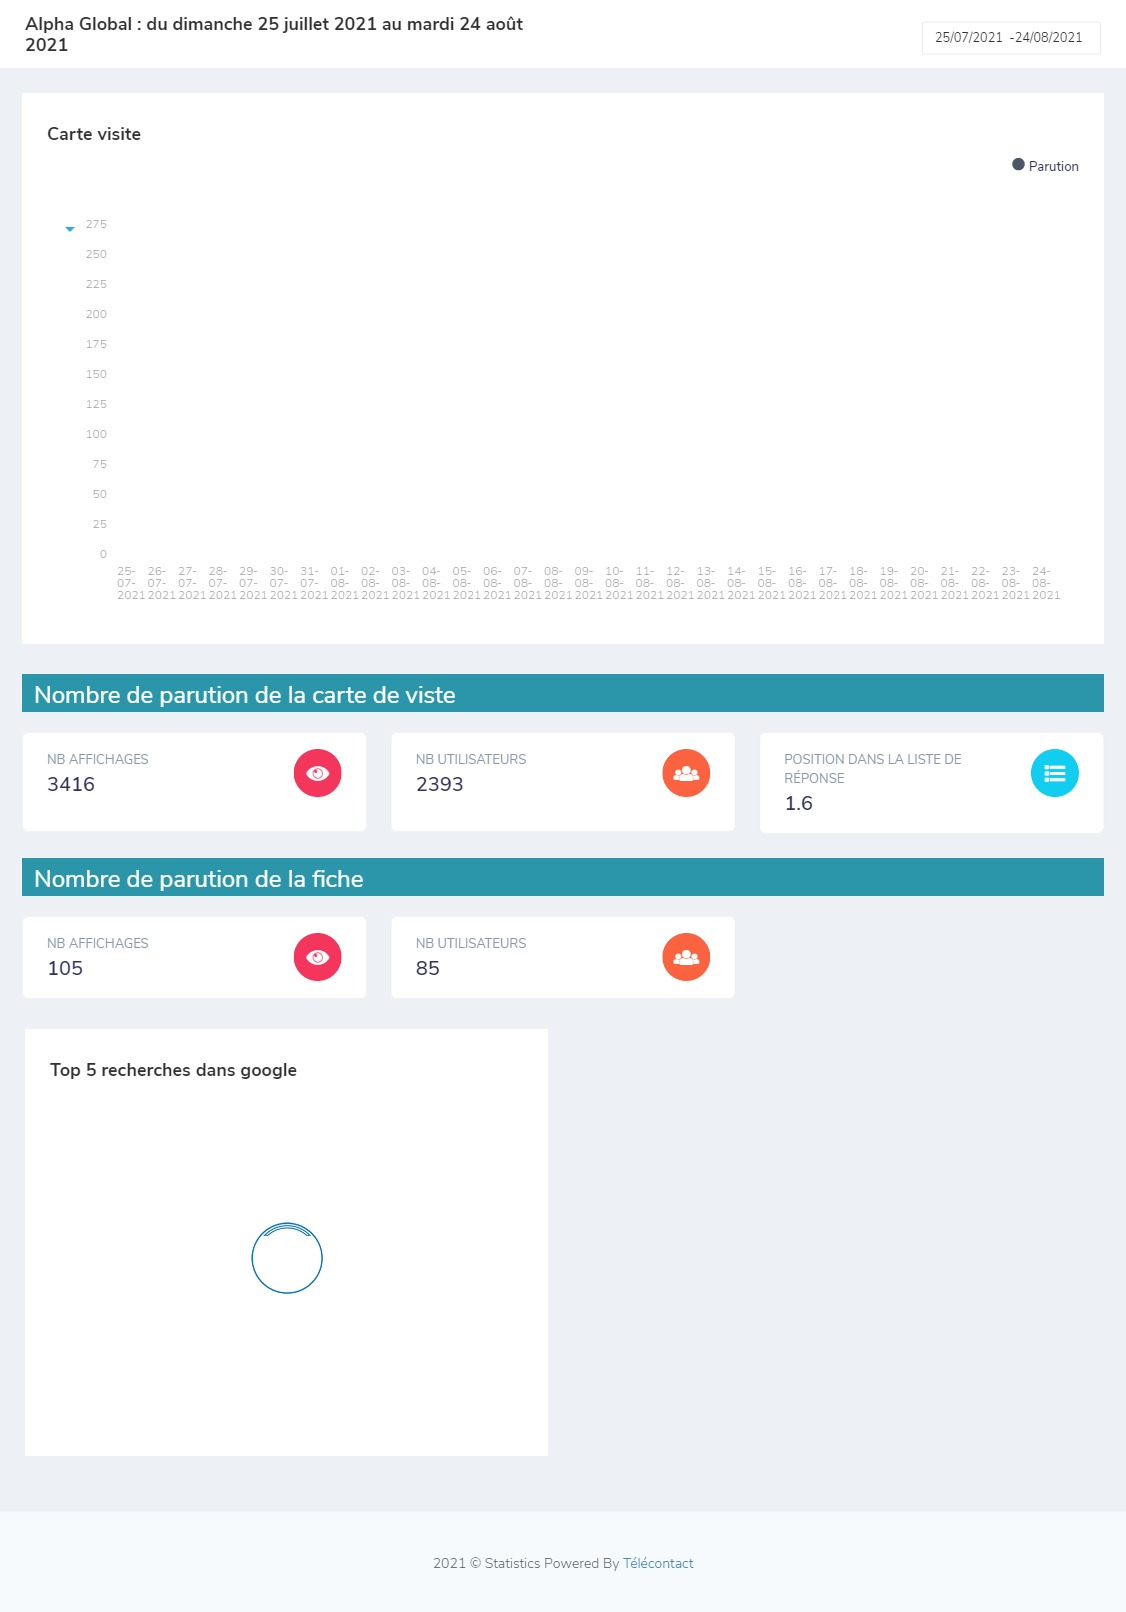 Alpha Global : du dimanche 25 juillet 2021 au mardi 24 août
2021
25/07/2021 -24/08/2021
Carte visite
Parution
275
250
225
200
175
150
125
100
75
50
25
0
25- 26- 27- 28- 29- 30- 31- 01- 02- 03- 04- 05- 06- 07- 08- 09- 10- 11- 12- 13- 14- 15- 16- 17- 18- 19- 20- 21- 22- 23- 24-
07- 07- 07- 07- 07- 07- 07- 08- 08- 08- 08- 08- 08- 08- 08- 08- 08- 08- 08- 08- 08- 08- 08- 08- 08- 08- 08- 08- 08- 08- 08-
2021 2021 2021 2021 2021 2021 2021 2021 2021 2021 2021 2021 2021 2021 2021 2021 2021 2021 2021 2021 2021 2021 2021 2021 2021 2021 2021 2021 2021 2021 2021
Nombre de parution de la carte de viste
NB AFFICHAGES
3416
NB UTILISATEURS
2393
POSITION DANS LA LISTE DE
RÉPONSE
1.6
Nombre de parution de la fiche
NB AFFICHAGES
105
NB UTILISATEURS
85
Top 5 recherches dans google
2021 © Statistics Powered By Télécontact